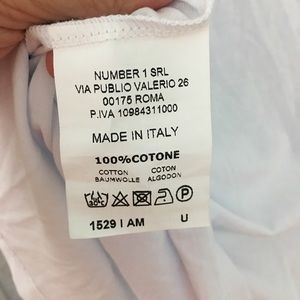 NUMBER 1 SRL
VIA PUBLIO VALERIO 26
00175 ROMA
P.IVA 10984311000
MADE IN ITALY
100%COTONE
COTTON COTON
BAUMWOLLE ALGODON
P
1529 I AM U